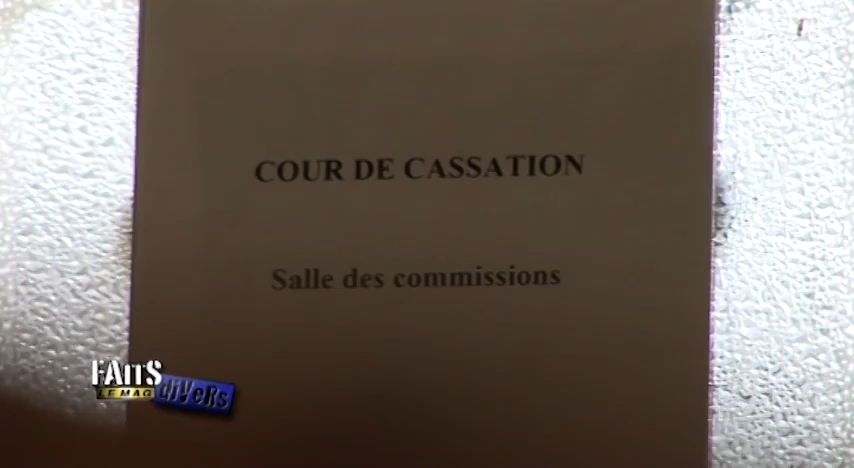 COUR DE CASSATION
Salle des commissions
FAITS
LE MAG
diVeRs